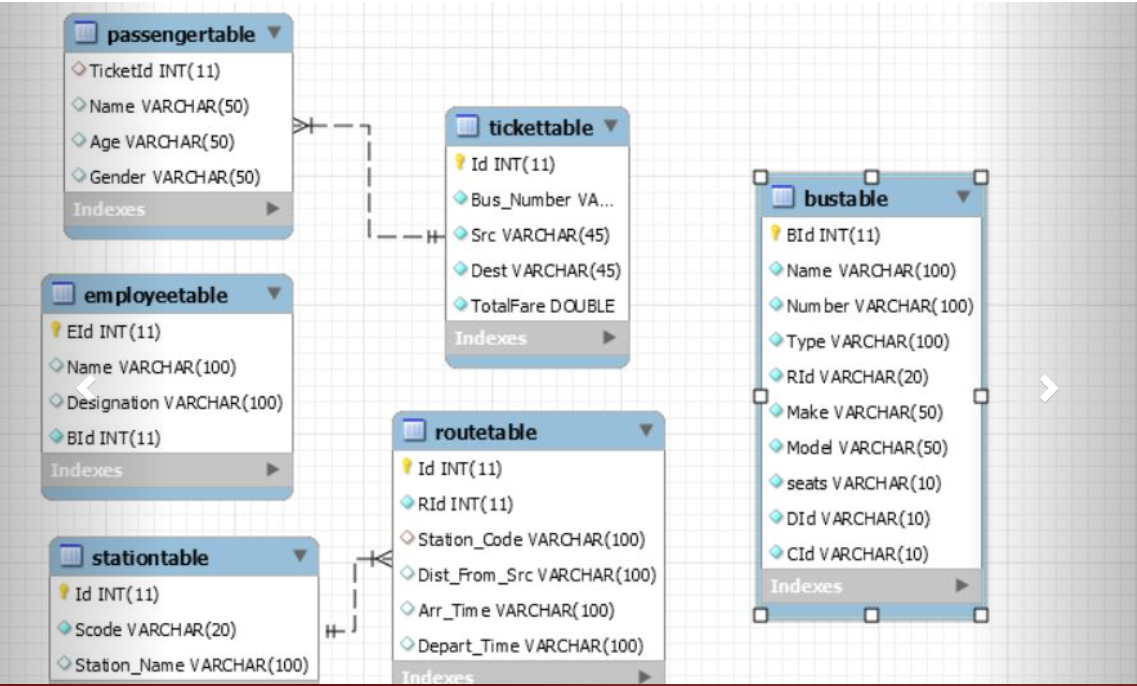 passengertable
TicketId INT(11)
Name VARCHAR(50)
Age VARCHAR(50)
Gender VARCHAR(50)
Indexes
tickettable
Id INT(11)
Bus_Number VA...
Src VARCHAR(45)
Dest VARCHAR(45)
TotalFare DOUBLE
Indexes
bustable
BId INT(11)
Name VARCHAR(100)
Number VARCHAR(100)
Type VARCHAR(100)
RId VARCHAR(20)
Make VARCHAR(50)
Model VARCHAR(50)
seats VARCHAR(10)
DId VARCHAR(10)
CId VARCHAR(10)
Indexes
employeetable
EId INT(11)
Name VARCHAR(100)
Designation VARCHAR(100)
BId INT(11)
Indexes
routetable
Id INT(11)
RId INT(11)
Station_Code VARCHAR(100)
Dist_From_Src VARCHAR(100)
Arr_Time VARCHAR(100)
Depart_Time VARCHAR(100)
Indexes
stationtable
Id INT(11)
Scode VARCHAR(20)
Station_Name VARCHAR(100)